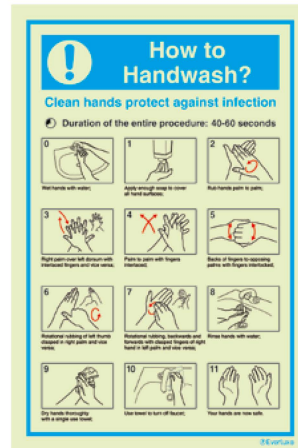 How to
Handwash?
Clean hands protect against infection
Duration of the entire procedure: 40-60 seconds
0
Wet hands with water;
1
Apply enough soap to cover
all hand surfaces;
2
Rub hands palm to palm;
3
Right palm over left dorsum with
interlaced fingers and vice versa;
4
Palm to palm with fingers
interlaced;
5
Backs of fingers to opposing
palms with fingers interlocked;
6
Rotational rubbing of left thumb
clasped in right palm and vice
versa;
7
Rotational rubbing, backwards and
forwards with clasped fingers of right
hand in left palm and vice versa;
8
Rinse hands with water;
9
Dry hands thoroughly
with a single use towel;
10
Use towel to turn off faucet;
11
Your hands are now safe.
EverLux